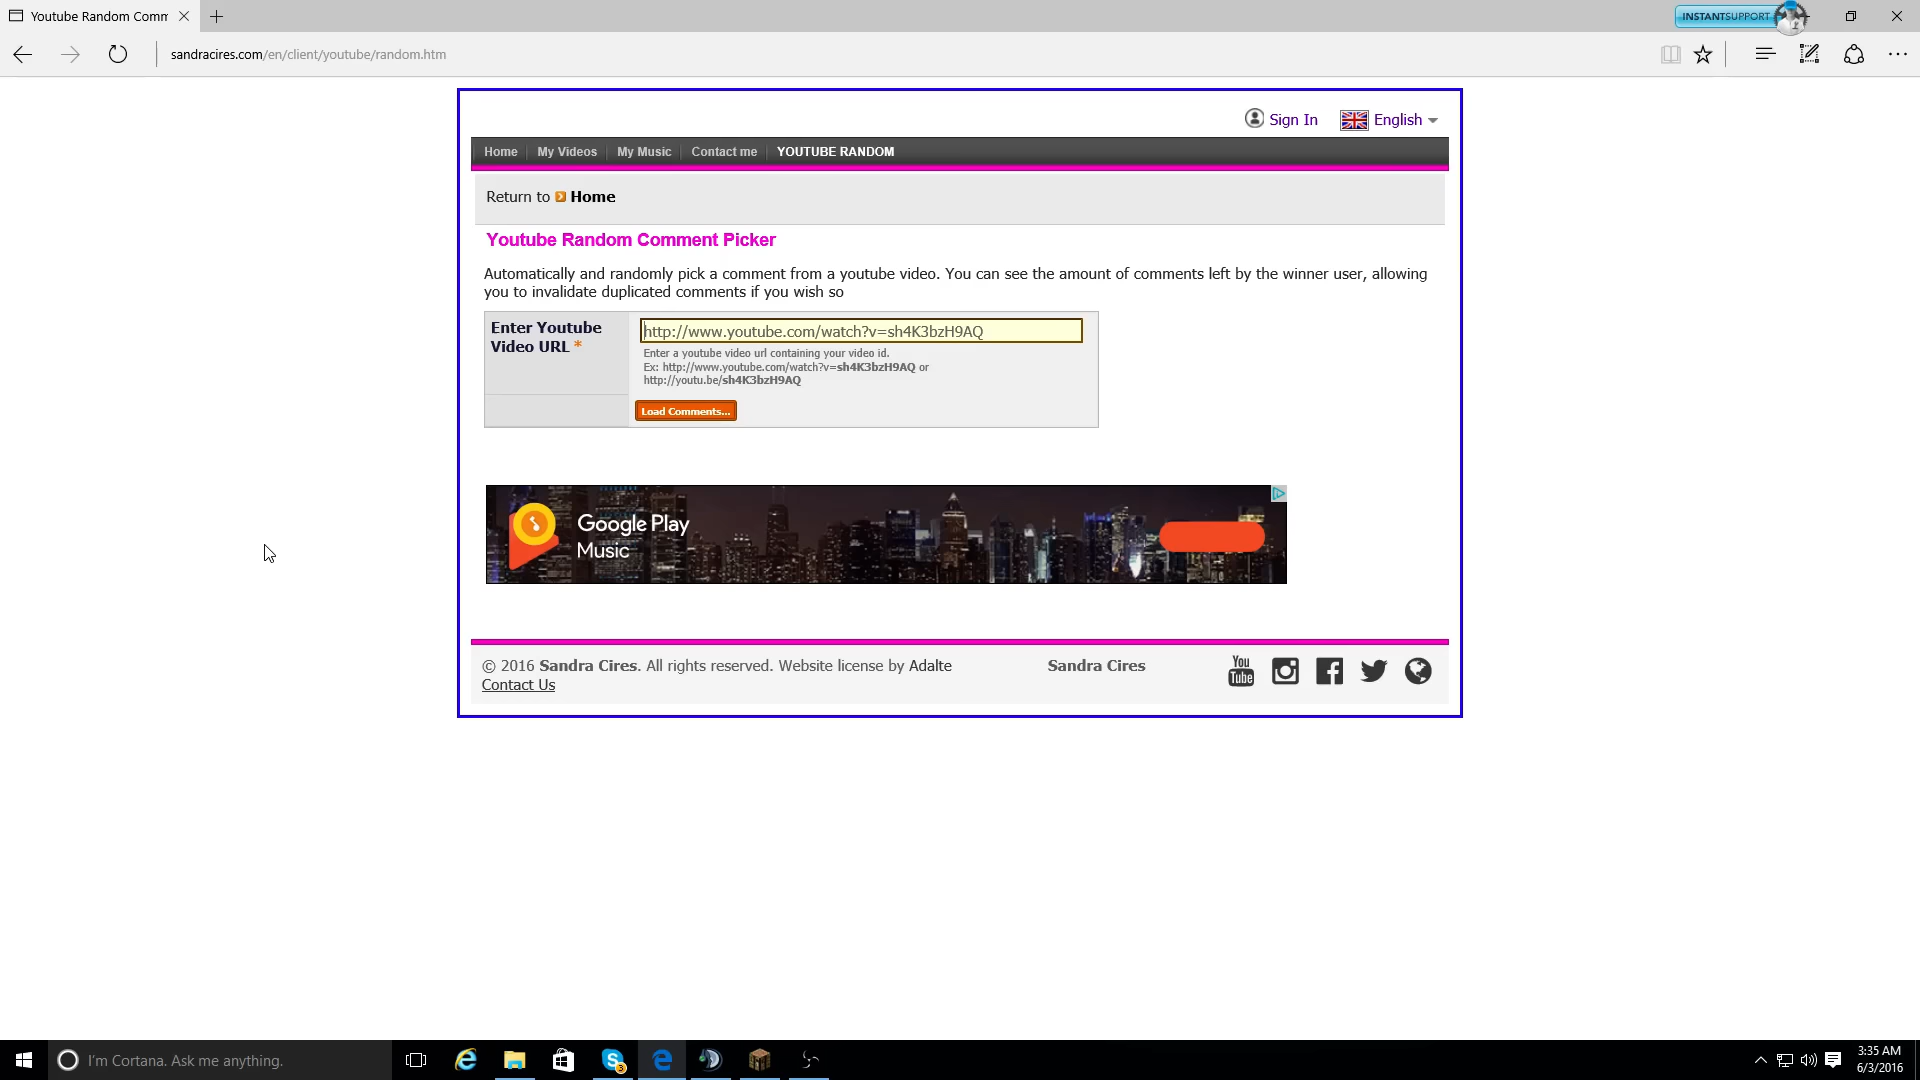 Youtube Random Comm
INSTANTSUPPORT
sandracires.com/en/client/youtube/random.htm
Sign In
English
Home
My Videos
My Music
Contact me
YOUTUBE RANDOM
Return to Home
Youtube Random Comment Picker
Automatically and randomly pick a comment from a youtube video. You can see the amount of comments left by the winner user, allowing
you to invalidate duplicated comments if you wish so
Enter Youtube
Video URL *
http://www.youtube.com/watch?v=sh4K3bzH9AQ
Enter a youtube video url containing your video id.
Ex: http://www.youtube.com/watch?v=sh4K3bzH9AQ or
http://youtu.be/sh4K3bzH9AQ
Load Comments...
Google Play
Music
© 2016 Sandra Cires. All rights reserved. Website license by Adalte
Contact Us
Sandra Cires
You
Tube
I'm Cortana. Ask me anything.
3
3:35 AM
6/3/2016